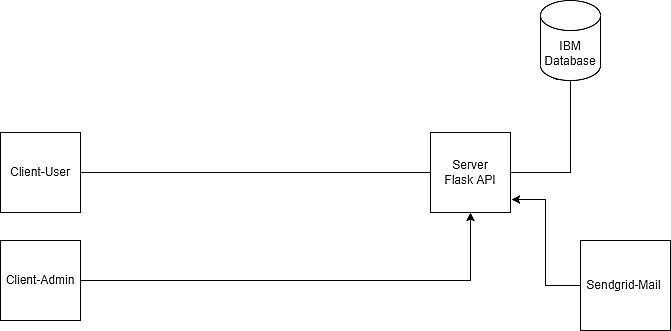 IBM
Database
Client-User
Server
Flask API
Client-Admin
Sendgrid-Mail